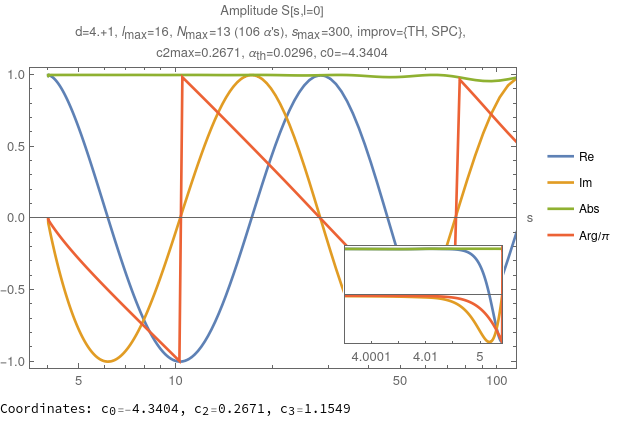 Amplitude S[s,l=0]
d=4.+1, lmax=16, Nmax=13 (106 α's), smax=300, improv={TH, SPC},
c2max=0.2671, αth=0.0296, c0=-4.3404
1.0
0.5
0.0
-0.5
-1.0
s
Re
Im
Abs
Arg/π
4.0001 4.01 5
5 10 50 100
Coordinates: c0=-4.3404, c2=0.2671, c3=1.1549